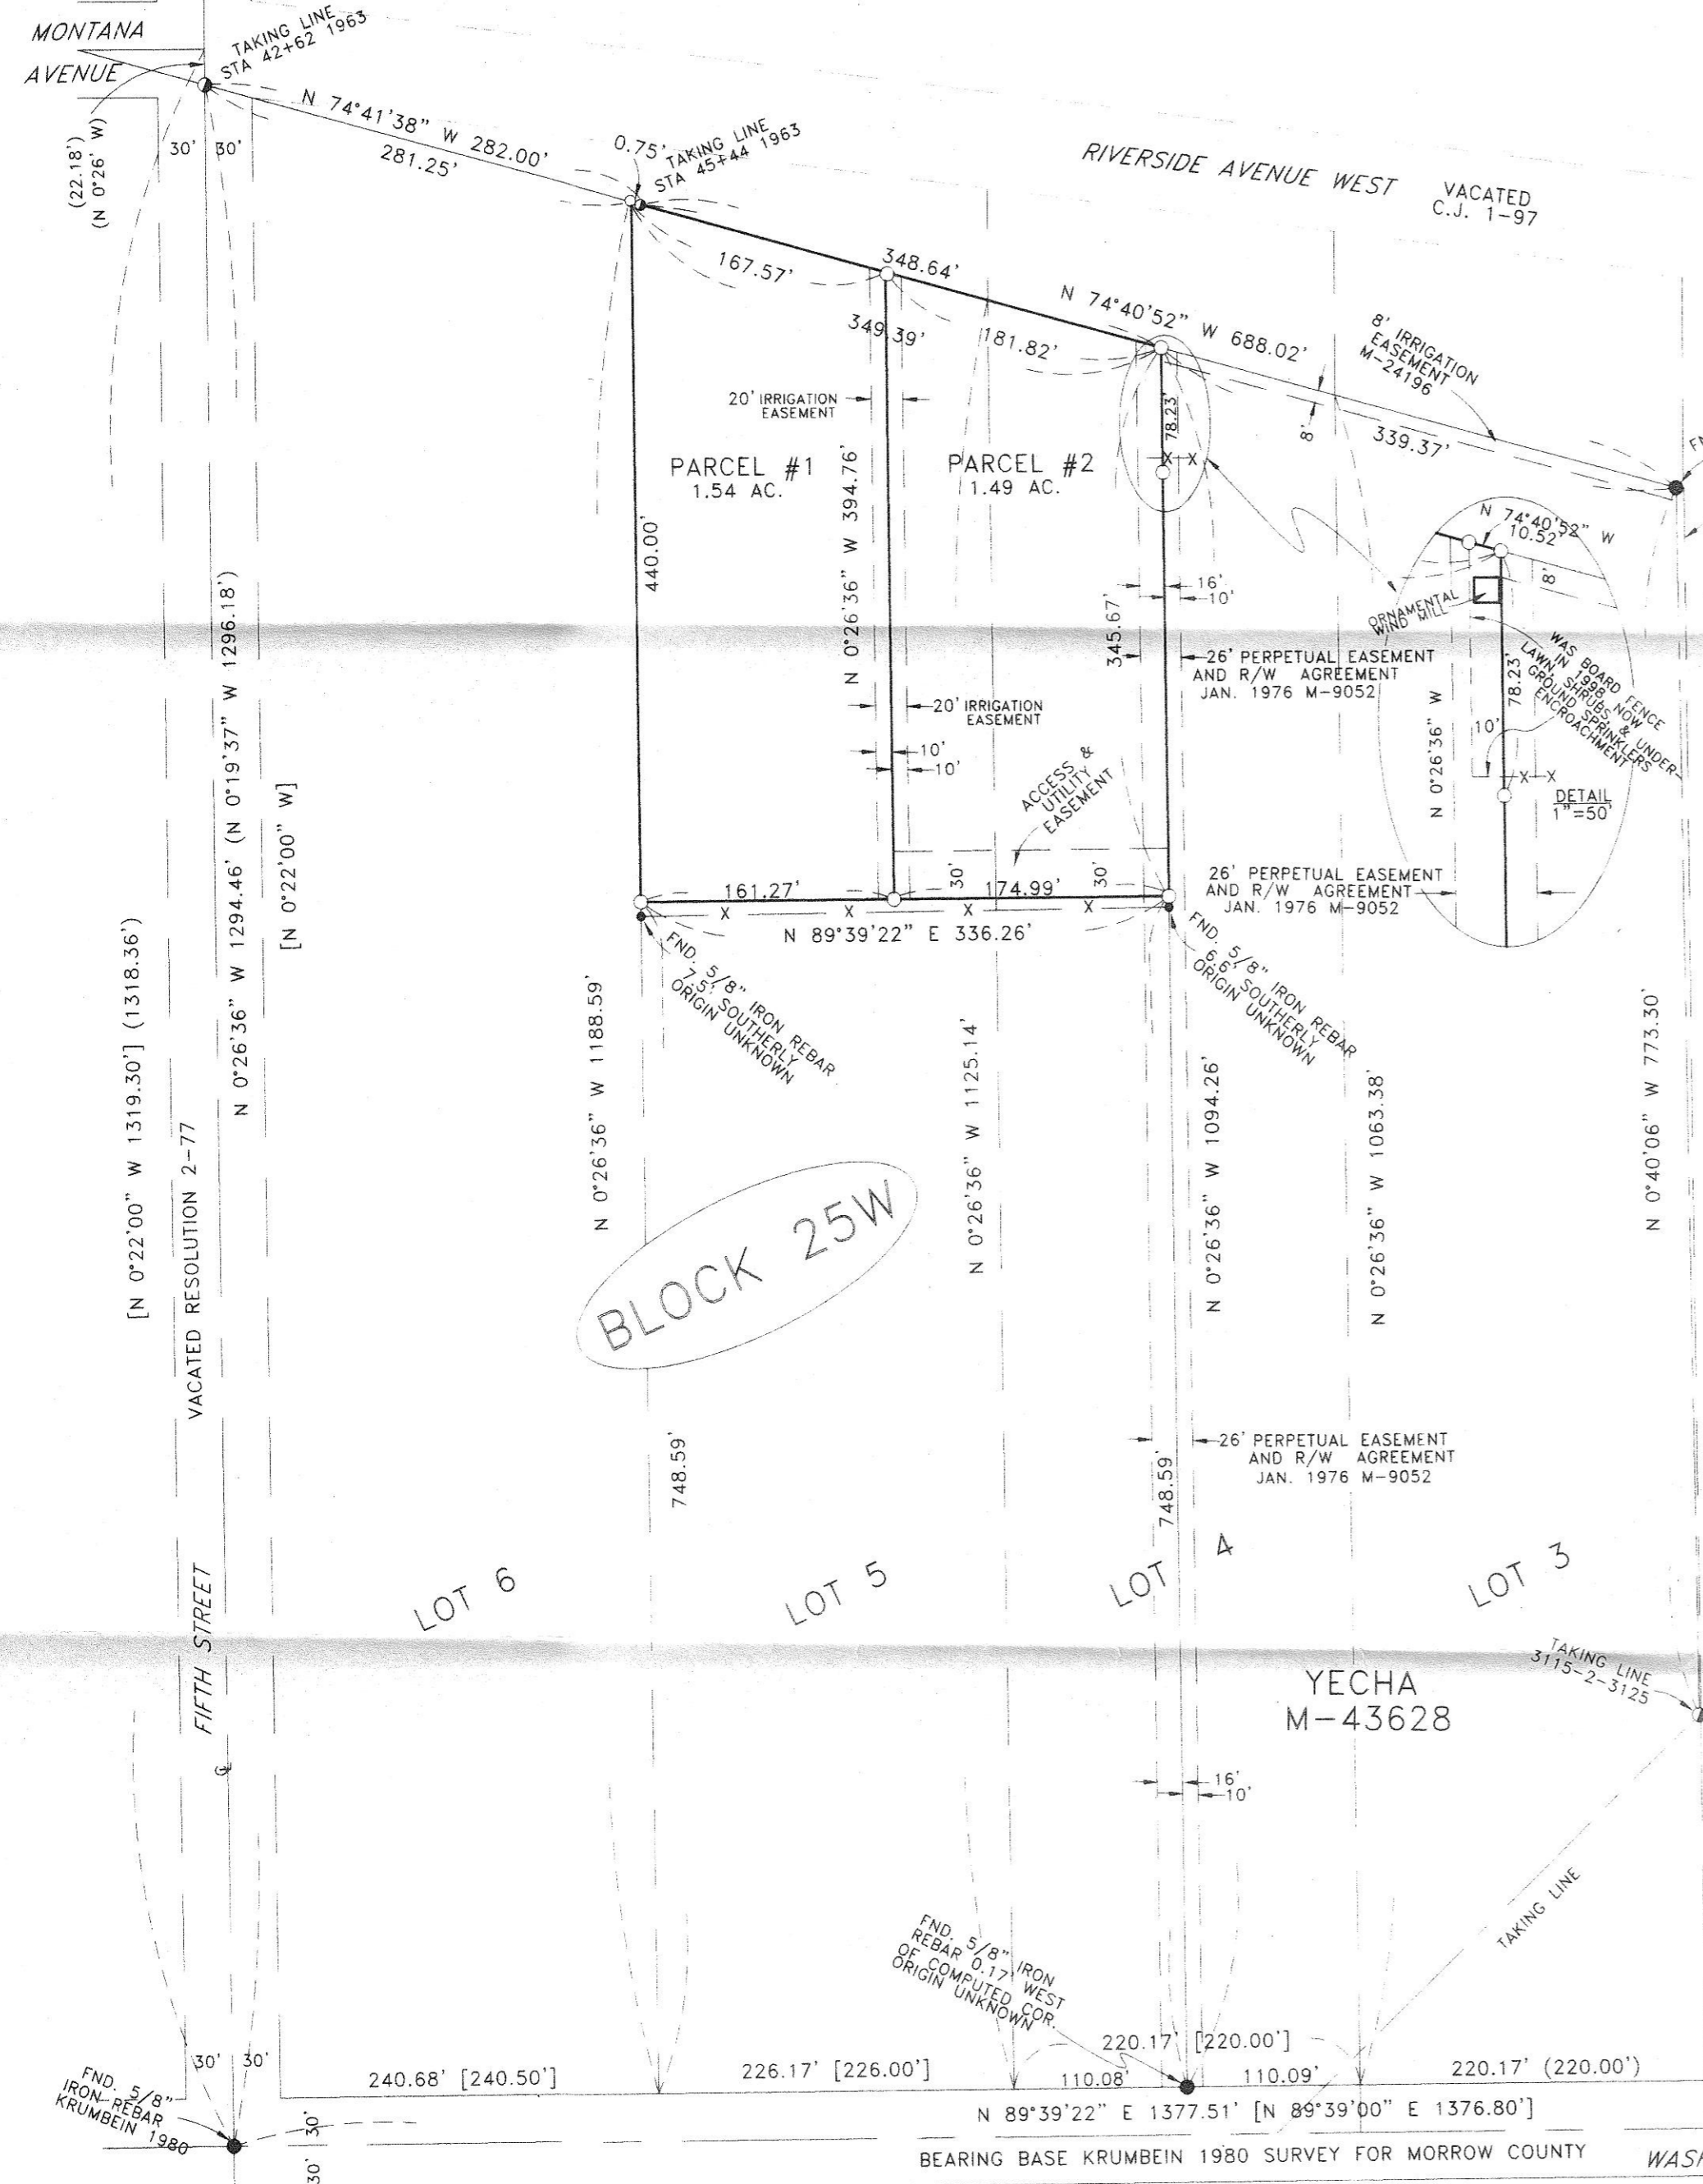 MONTANA
AVENUE
TAKING LINE
STA 42+62 1963
(22.18')
(N 0°26' W)
30' 30'
N 74°41'38" W 282.00'
281.25'
0.75'
TAKING LINE
STA 45+44 1963
RIVERSIDE AVENUE WEST
VACATED
C.J. 1-97
167.57'
348.64'
349.39'
181.82'
N 74°40'52" W 688.02'
8' IRRIGATION
EASEMENT
M-24196
8'
339.37'
20' IRRIGATION
EASEMENT
78.23'
X X
PARCEL #1
1.54 AC.
PARCEL #2
1.49 AC.
440.00'
N 0°26'36" W 394.76'
345.67'
16'
10'
26' PERPETUAL EASEMENT
AND R/W AGREEMENT
JAN. 1976 M-9052
20' IRRIGATION
EASEMENT
10'
10'
ACCESS &
UTILITY
EASEMENT
N 74°40'52" W
10.52'
8'
ORNAMENTAL
WIND MILL
WAS BOARD FENCE
IN 1998 NOW
LAWN, SHRUBS, & UNDER-
GROUND SPRINKLERS
ENCROACHMENT
78.23'
N 0°26'36" W
10'
X X
DETAIL
1"=50'
26' PERPETUAL EASEMENT
AND R/W AGREEMENT
JAN. 1976 M-9052
161.27'
30'
174.99'
30'
X X X X
N 89°39'22" E 336.26'
FND. 5/8" IRON REBAR
7.5' SOUTHERLY
ORIGIN UNKNOWN
FND. 5/8" IRON REBAR
6.6' SOUTHERLY
ORIGIN UNKNOWN
[N 0°22'00" W 1319.30'] (1318.36')
VACATED RESOLUTION 2-77
N 0°26'36" W 1294.46' (N 0°19'37" W 1296.18')
[N 0°22'00" W]
N 0°26'36" W 1188.59'
N 0°26'36" W 1125.14'
N 0°26'36" W 1094.26'
N 0°26'36" W 1063.38'
N 0°40'06" W 773.30'
BLOCK 25W
748.59'
748.59'
26' PERPETUAL EASEMENT
AND R/W AGREEMENT
JAN. 1976 M-9052
FIFTH STREET
LOT 6
LOT 5
LOT 4
LOT 3
YECHA
M-43628
TAKING LINE
3115-2-3125
16'
10'
TAKING LINE
FND. 5/8" IRON
REBAR 0.17' WEST
OF COMPUTED COR.
ORIGIN UNKNOWN
FND. 5/8"
IRON REBAR
KRUMBEIN 1980
30' 30'
240.68' [240.50']
226.17' [226.00']
220.17' [220.00']
110.08'
110.09'
220.17' (220.00')
N 89°39'22" E 1377.51' [N 89°39'00" E 1376.80']
30'
30'
BEARING BASE KRUMBEIN 1980 SURVEY FOR MORROW COUNTY